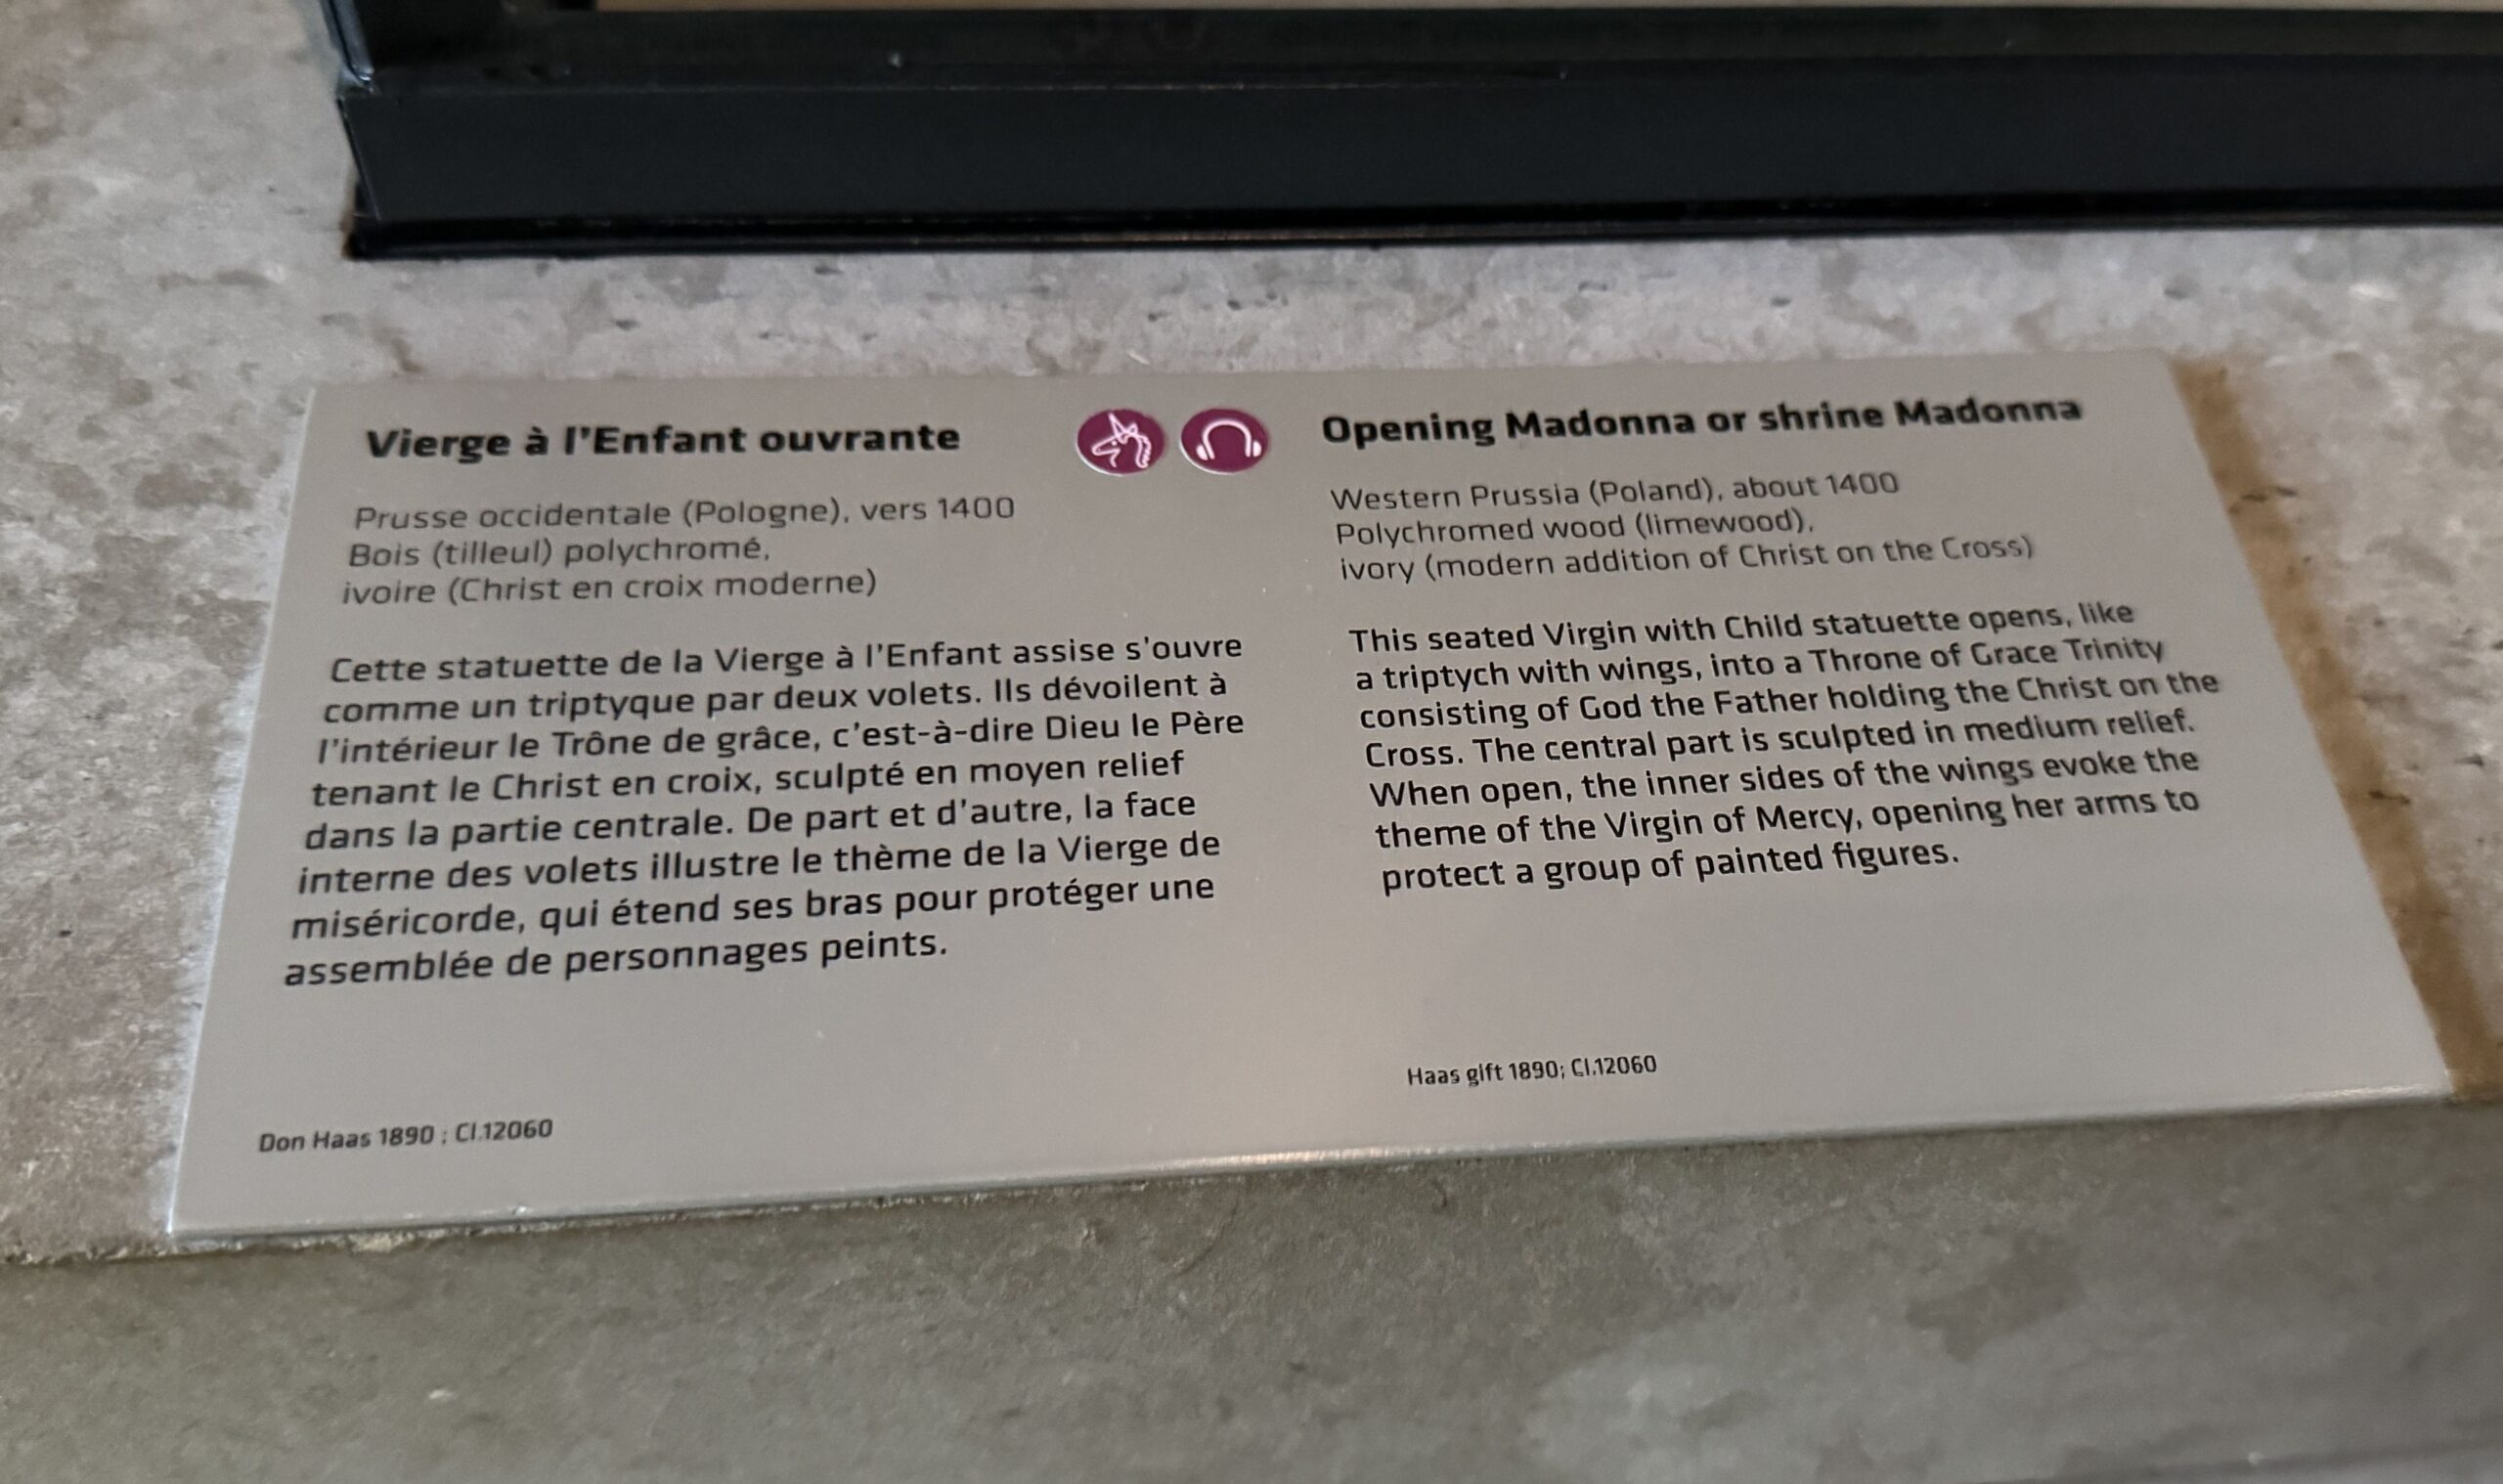 Vierge à l'Enfant ouvrante
Prusse occidentale (Pologne), vers 1400
Bois (tilleul) polychromé,
ivoire (Christ en croix moderne)
Cette statuette de la Vierge à l'Enfant assise s'ouvre
comme un triptyque par deux volets. Ils dévoilent à
l'intérieur le Trône de grâce, c'est-à-dire Dieu le Père
tenant le Christ en croix, sculpté en moyen relief
dans la partie centrale. De part et d'autre, la face
interne des volets illustre le thème de la Vierge de
miséricorde, qui étend ses bras pour protéger une
assemblée de personnages peints.
Don Haas 1890 ; Cl.12060
Opening Madonna or shrine Madonna
Western Prussia (Poland), about 1400
Polychromed wood (limewood),
ivory (modern addition of Christ on the Cross)
This seated Virgin with Child statuette opens, like
a triptych with wings, into a Throne of Grace Trinity
consisting of God the Father holding the Christ on the
Cross. The central part is sculpted in medium relief.
When open, the inner sides of the wings evoke the
theme of the Virgin of Mercy, opening her arms to
protect a group of painted figures.
Haas gift 1890; Cl.12060